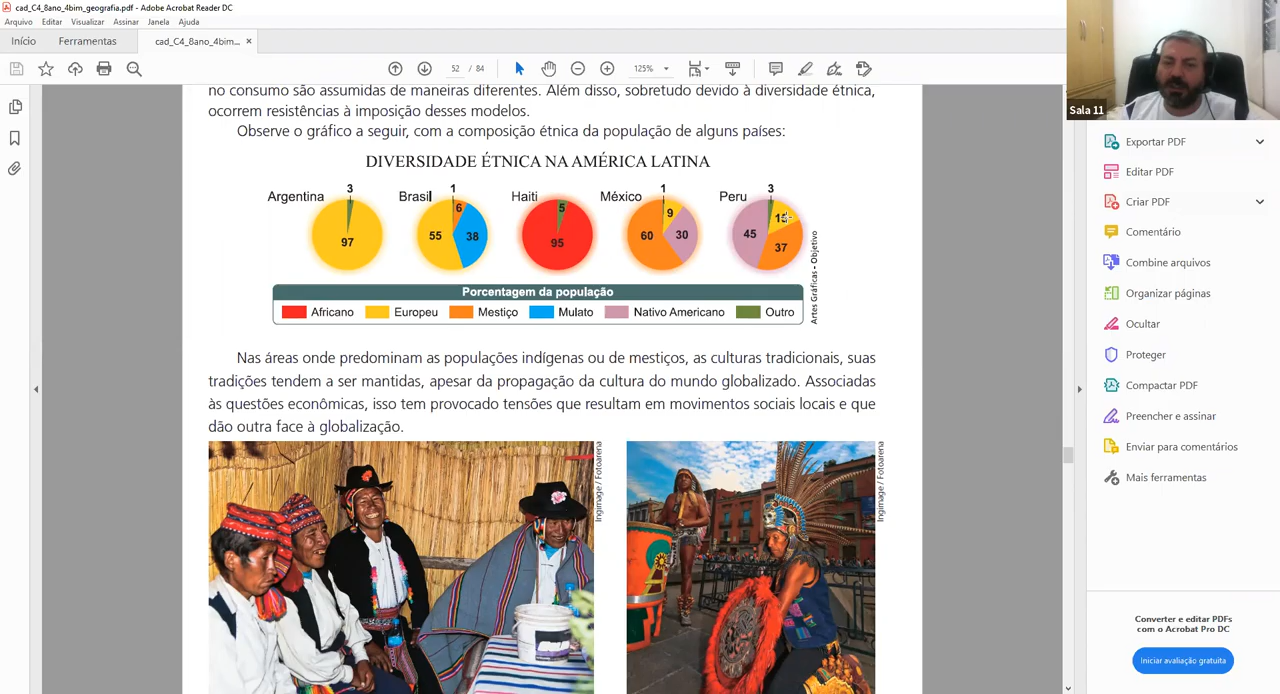 cad_C4_8ano_4bim_geografia.pdf - Adobe Acrobat Reader DC
Arquivo Editar Visualizar Assinar Janela Ajuda
Início Ferramentas cad_C4_8ano_4bim... ×
52 / 84 125%
Sala 11
no consumo são assumidas de maneiras diferentes. Além disso, sobretudo devido à diversidade étnica,
ocorrem resistências à imposição desses modelos.
Observe o gráfico a seguir, com a composição étnica da população de alguns países:
DIVERSIDADE ÉTNICA NA AMÉRICA LATINA
Argentina 3 97
Brasil 1 6 38 55
Haiti 5 95
México 1 9 30 60
Peru 3 37 45
Porcentagem da população
Africano Europeu Mestiço Mulato Nativo Americano Outro
Artes Gráficas - Objetivo
Nas áreas onde predominam as populações indígenas ou de mestiços, as culturas tradicionais, suas
tradições tendem a ser mantidas, apesar da propagação da cultura do mundo globalizado. Associadas
às questões econômicas, isso tem provocado tensões que resultam em movimentos sociais locais e que
dão outra face à globalização.
Ingimage / Fotoarena
Ingimage / Fotoarena
Exportar PDF
Editar PDF
Criar PDF
Comentário
Combine arquivos
Organizar páginas
Ocultar
Proteger
Compactar PDF
Preencher e assinar
Enviar para comentários
Mais ferramentas
Converter e editar PDFs
com o Acrobat Pro DC
Iniciar avaliação gratuita